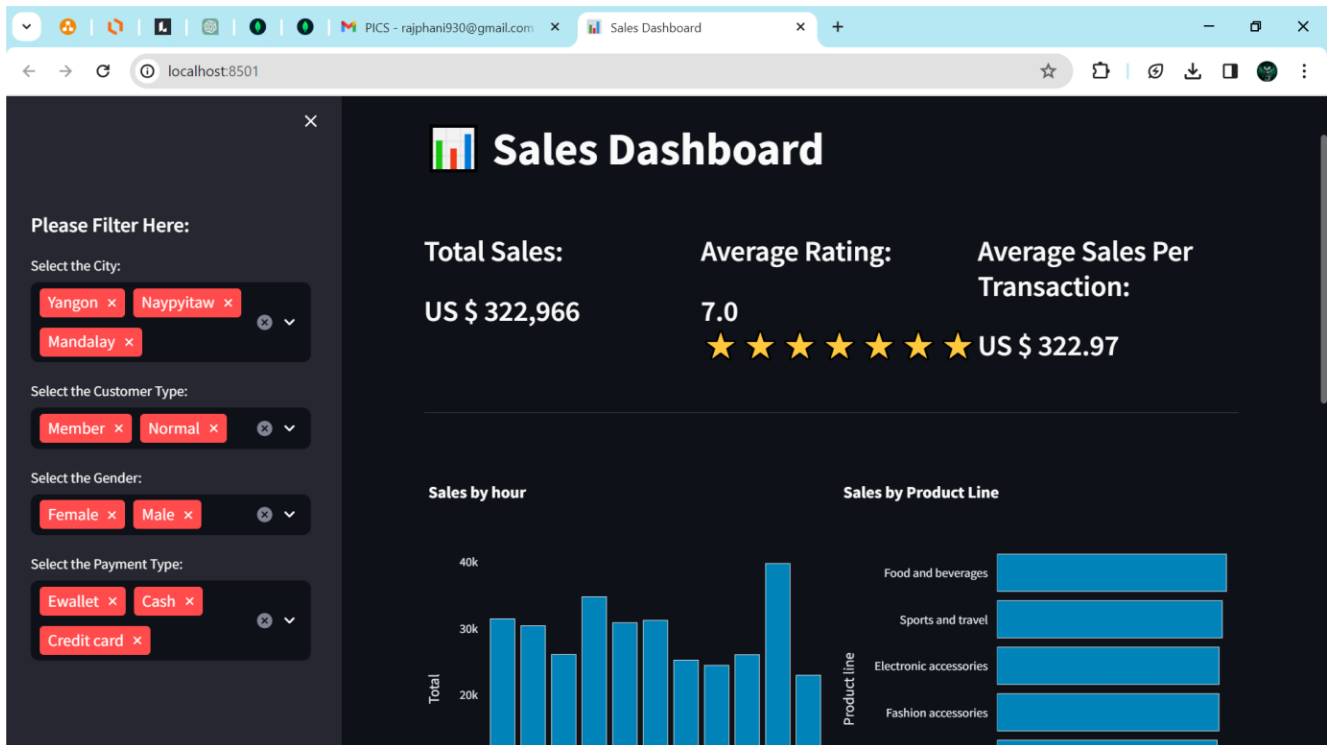 PICS - rajphani930@gmail.com
Sales Dashboard
localhost:8501
Sales Dashboard
Please Filter Here:
Select the City:
Yangon
Naypyitaw
Mandalay
Select the Customer Type:
Member
Normal
Select the Gender:
Female
Male
Select the Payment Type:
Ewallet
Cash
Credit card
Total Sales:
US $ 322,966
Average Rating:
7.0
Average Sales Per
Transaction:
US $ 322.97
Sales by hour
40k
30k
20k
Total
Sales by Product Line
Food and beverages
Sports and travel
Electronic accessories
Fashion accessories
Product line